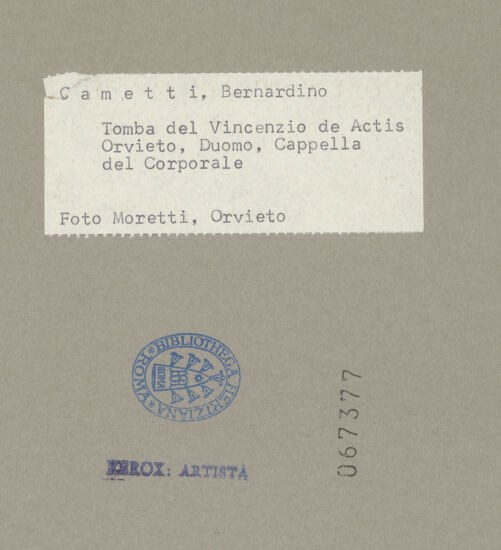 Cametti, Bernardino
Tomba del Vincenzio de Actis
Orvieto, Duomo, Cappella
del Corporale
Foto Moretti, Orvieto
BIBLIOTHECA HERTZIANA ROMA
ROMA
XEROX: ARTISTA
067377